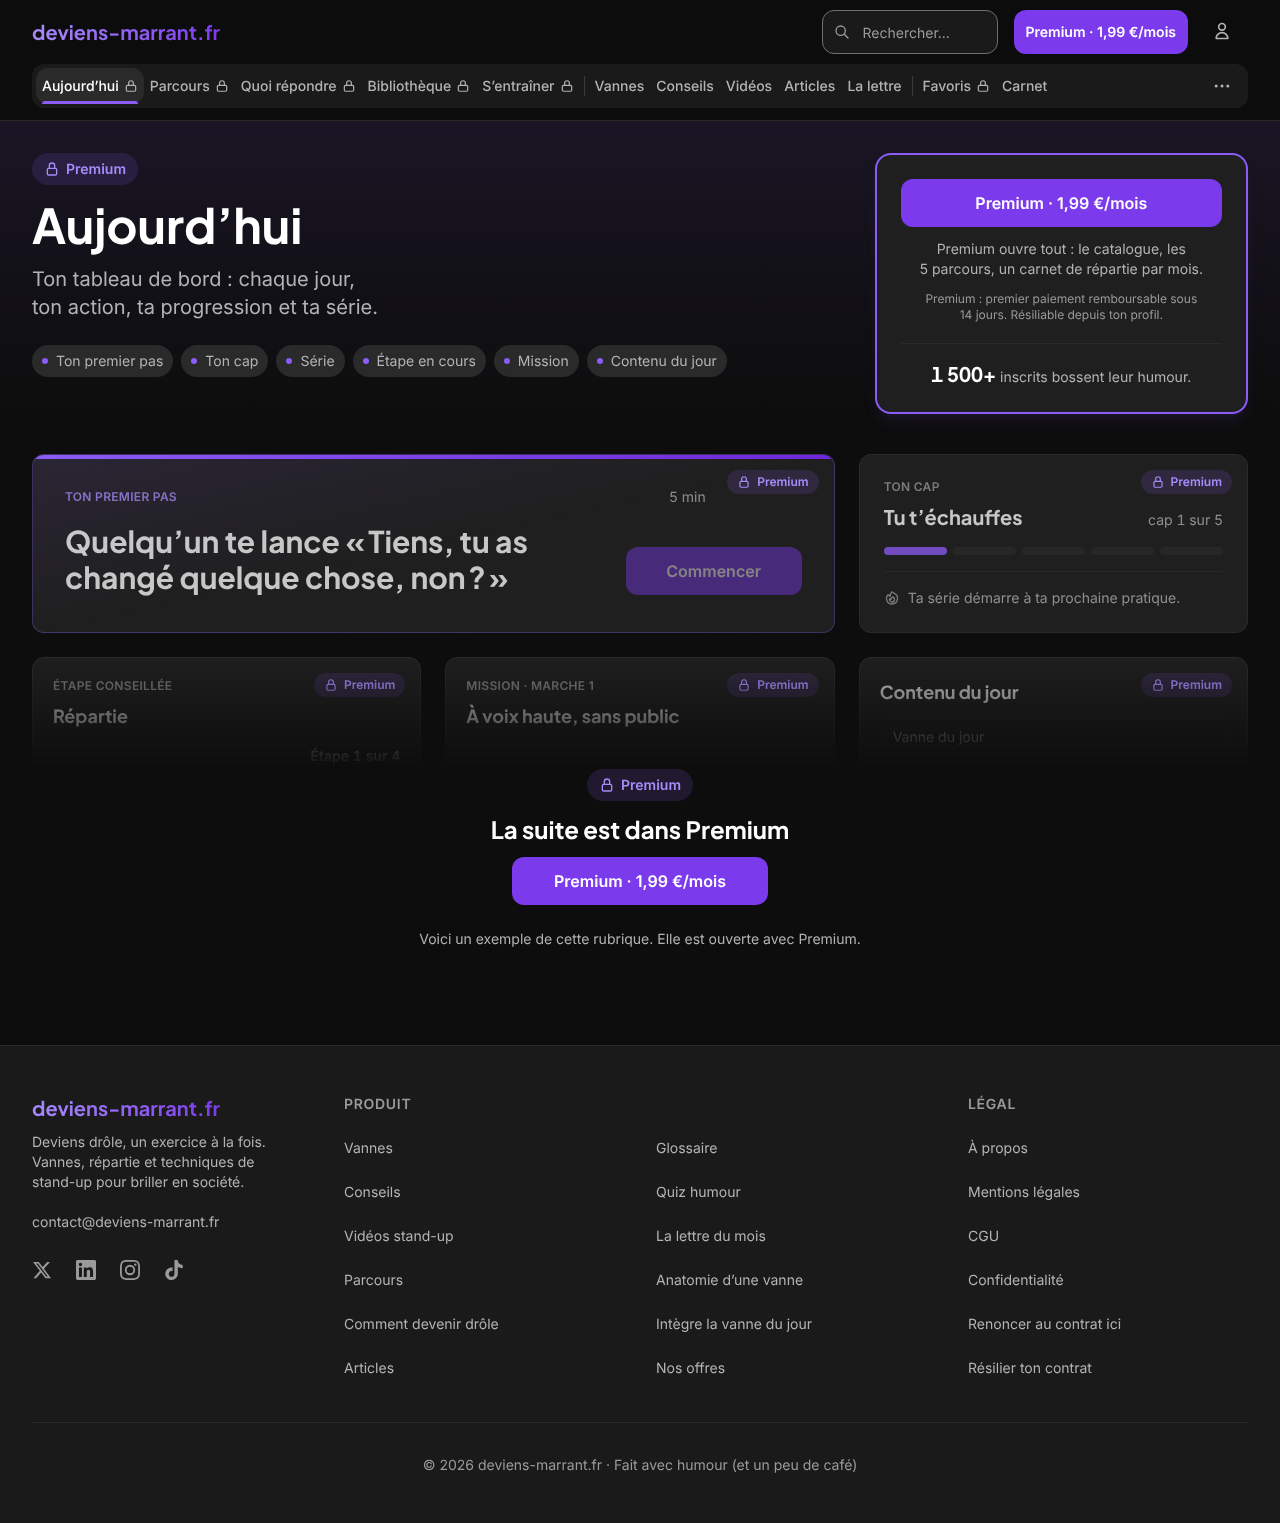 deviens-marrant.fr
Rechercher...
Premium · 1,99 €/mois
Aujourd’hui
Parcours
Quoi répondre
Bibliothèque
S’entraîner
Vannes
Conseils
Vidéos
Articles
La lettre
Favoris
Carnet
Premium
Aujourd’hui
Ton tableau de bord : chaque jour,
ton action, ta progression et ta série.
Ton premier pas
Ton cap
Série
Étape en cours
Mission
Contenu du jour
Premium · 1,99 €/mois
Premium ouvre tout : le catalogue, les
5 parcours, un carnet de répartie par mois.
Premium : premier paiement remboursable sous
14 jours. Résiliable depuis ton profil.
1 500+ inscrits bossent leur humour.
TON PREMIER PAS
5 min
Premium
Quelqu’un te lance « Tiens, tu as
changé quelque chose, non ? »
Commencer
TON CAP
Premium
Tu t’échauffes
cap 1 sur 5
Ta série démarre à ta prochaine pratique.
ÉTAPE CONSEILLÉE
Premium
Répartie
Étape 1 sur 4
MISSION · MARCHE 1
Premium
À voix haute, sans public
Contenu du jour
Premium
Vanne du jour
Premium
La suite est dans Premium
Premium · 1,99 €/mois
Voici un exemple de cette rubrique. Elle est ouverte avec Premium.
deviens-marrant.fr
Deviens drôle, un exercice à la fois.
Vannes, répartie et techniques de
stand-up pour briller en société.
contact@deviens-marrant.fr
PRODUIT
Vannes
Conseils
Vidéos stand-up
Parcours
Comment devenir drôle
Articles
Glossaire
Quiz humour
La lettre du mois
Anatomie d’une vanne
Intègre la vanne du jour
Nos offres
LÉGAL
À propos
Mentions légales
CGU
Confidentialité
Renoncer au contrat ici
Résilier ton contrat
© 2026 deviens-marrant.fr · Fait avec humour (et un peu de café)